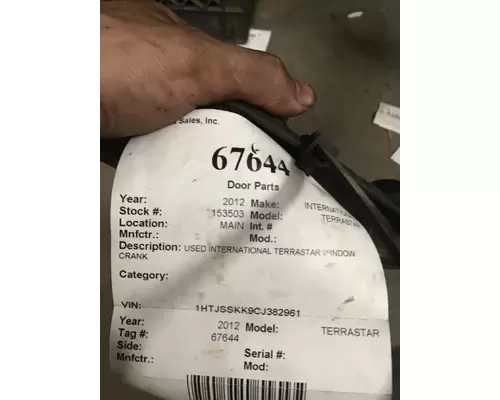 Sales, Inc.
67644
Door Parts
Year: 2012 Make: INTERNATIONAL
Stock #: 153503 Model: TERRASTAR
Location: MAIN Int. #
Mnfctr.: Mod.:
Description: USED INTERNATIONAL TERRASTAR WINDOW
CRANK
Category:
VIN: 1HTJSSKK9CJ382961
Year: 2012 Model: TERRASTAR
Tag #: 67644
Side: Serial #:
Mnfctr.: Mod: